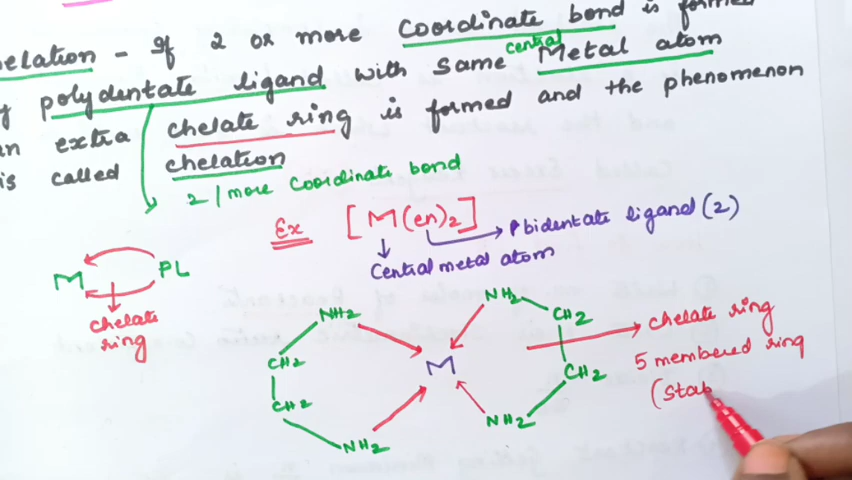 elation - If 2 or more coordinate bond is formed
y polydentate ligand with same central Metal atom
an extra chelate ring is formed and the phenomenon
is called chelation
2/more coordinate bond
Ex [M(en)2] bidentate ligand (2)
Central metal atom
M PL
chelate
ring
NH2 NH2
CH2 CH2
CH2 M CH2
NH2 NH2
chelate ring
5 membered ring
(Stab